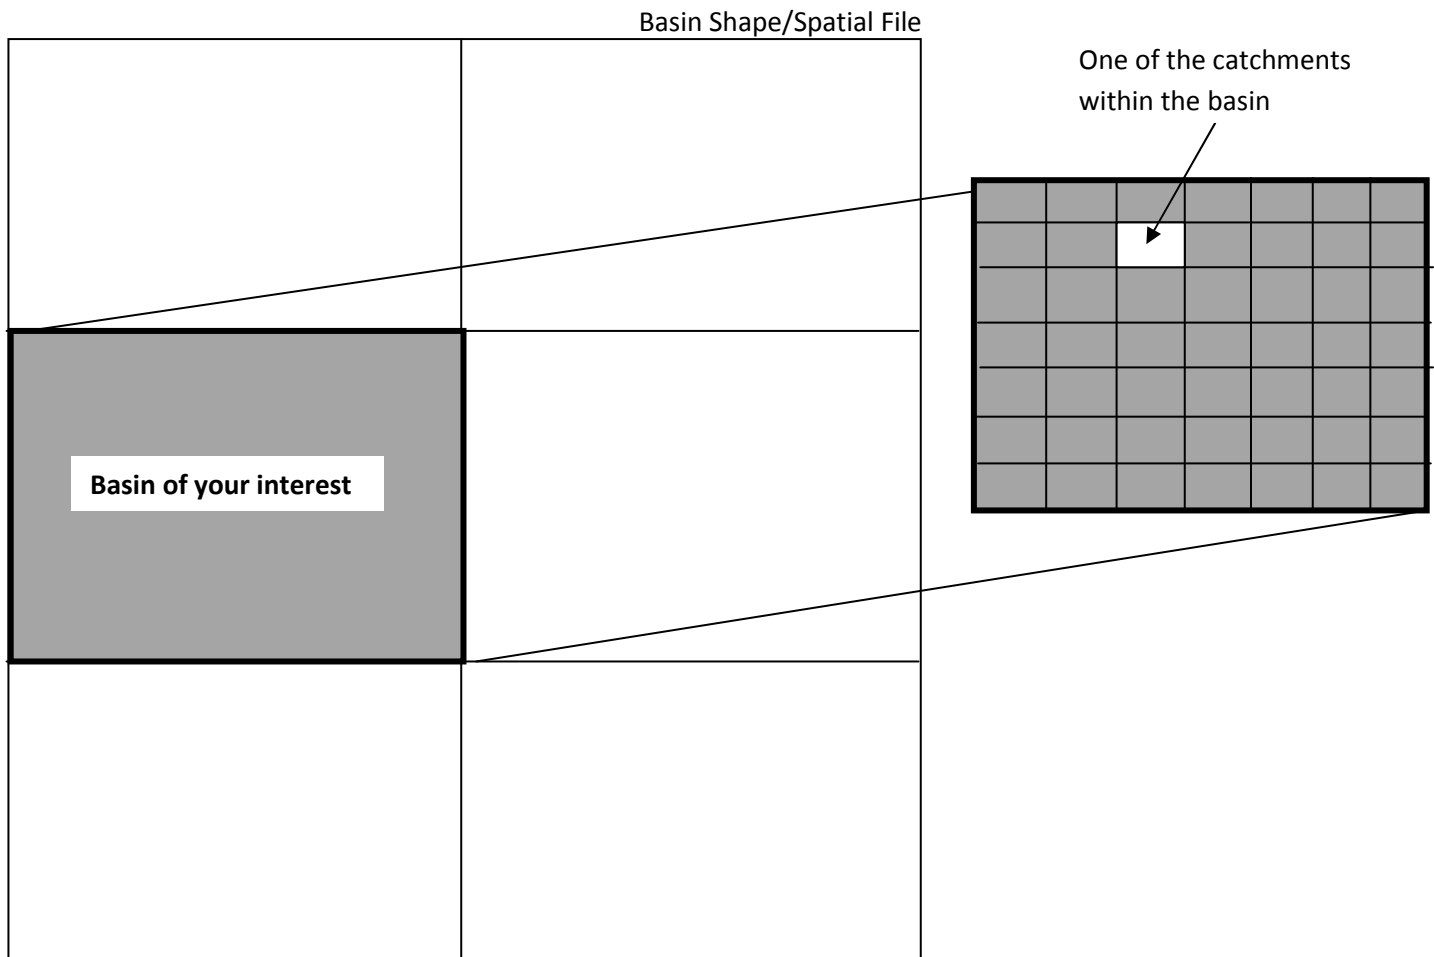 Basin Shape/Spatial File
One of the catchments
within the basin
Basin of your interest